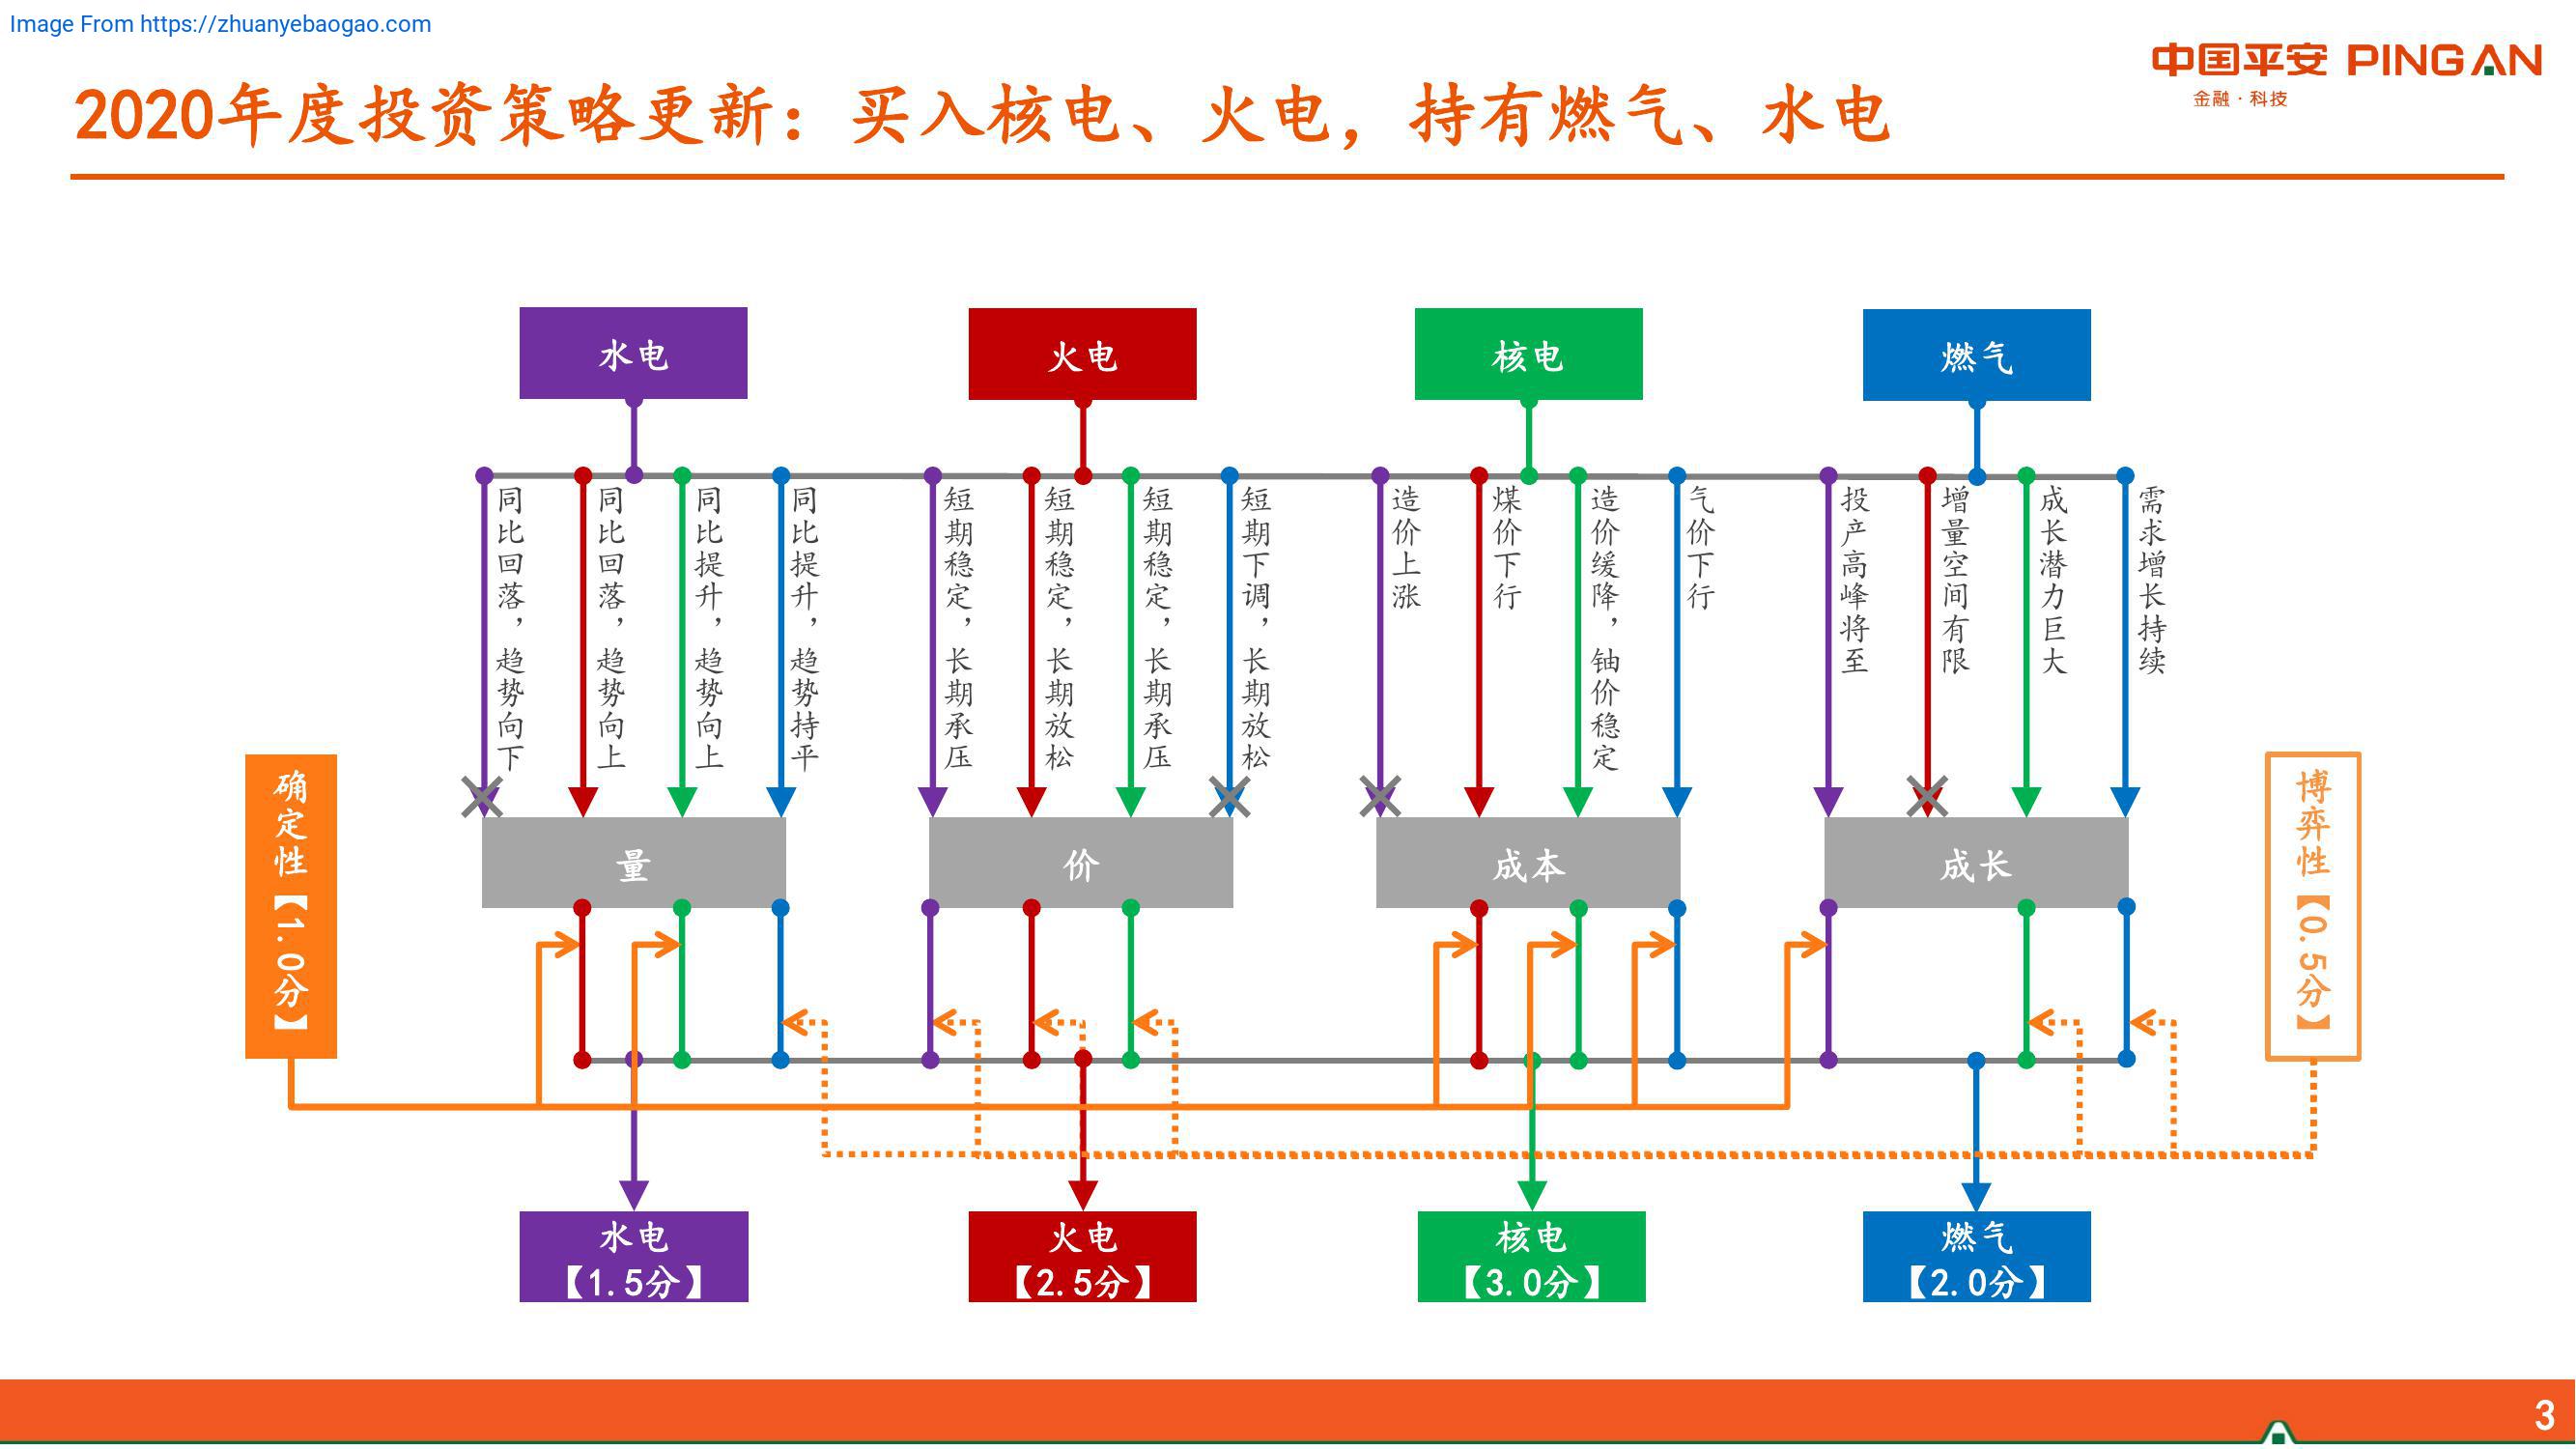 Image From https://zhuanyebaogao.com
中国平安 PINGAN
金融·科技
2020年度投资策略更新：买入核电、火电，持有燃气、水电
水电
火电
核电
燃气
同比回落，趋势向下
同比回落，趋势向上
同比提升，趋势向上
同比提升，趋势持平
短期稳定，长期承压
短期稳定，长期放松
短期稳定，长期承压
短期下调，长期放松
造价上涨
煤价下行
造价缓降，铀价稳定
气价下行
投产高峰将至
增量空间有限
成长潜力巨大
需求增长持续
确定性【1.0分】
博弈性【0.5分】
量
价
成本
成长
水电
【1.5分】
火电
【2.5分】
核电
【3.0分】
燃气
【2.0分】
3